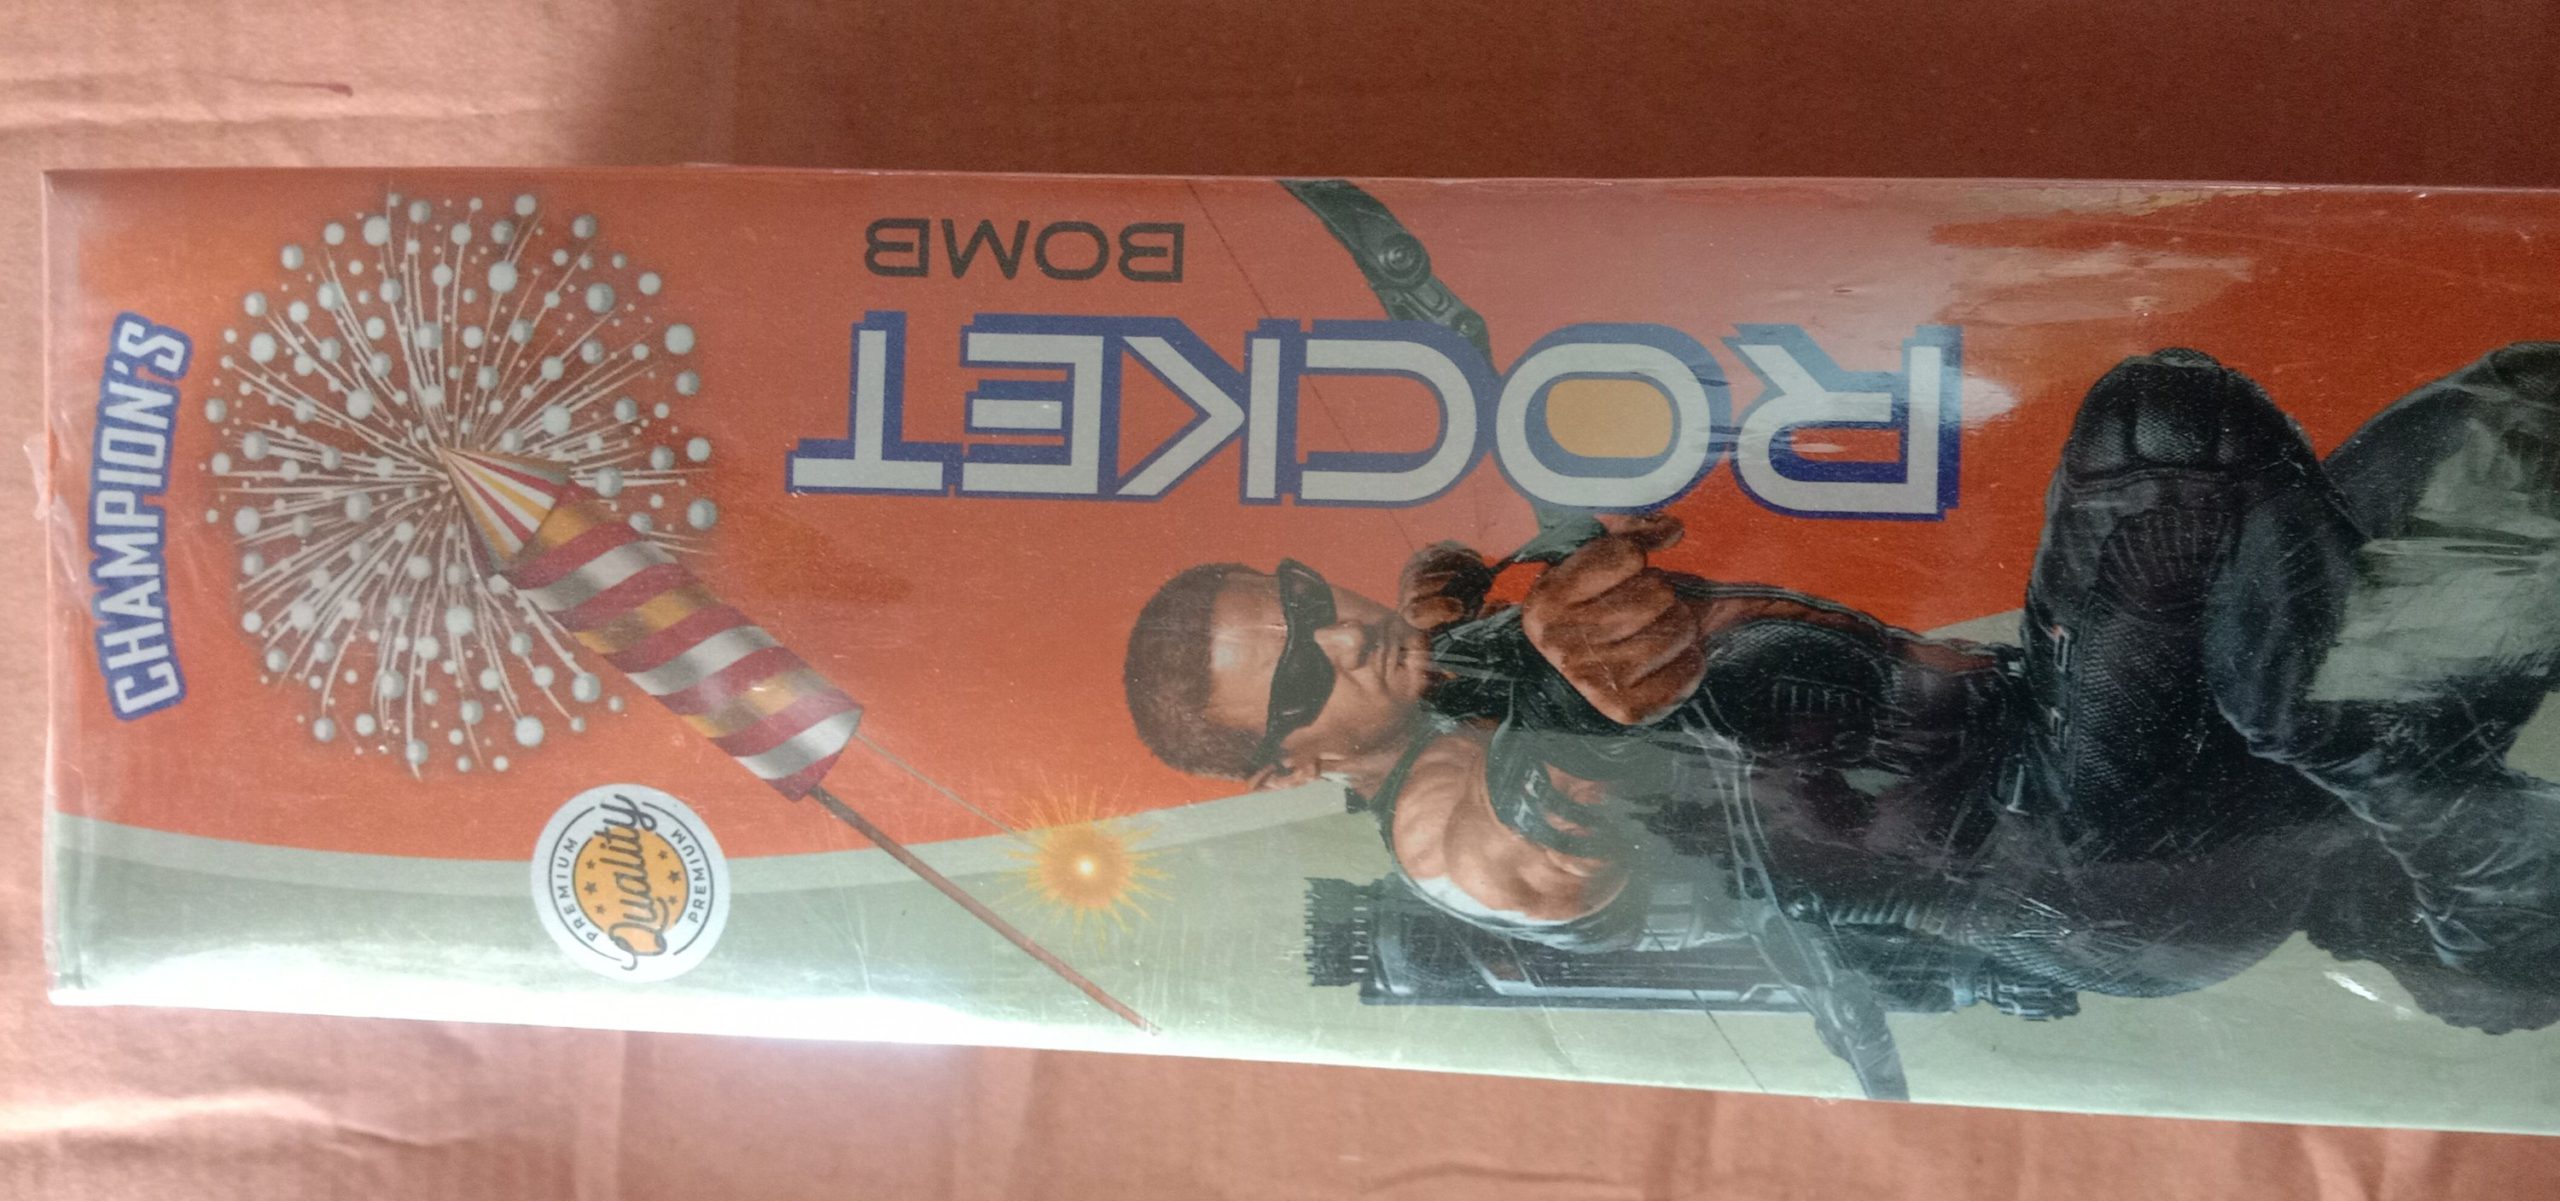 CHAMPION'S
ROCKET
BOMB
PREMIUM
Quality
PREMIUM